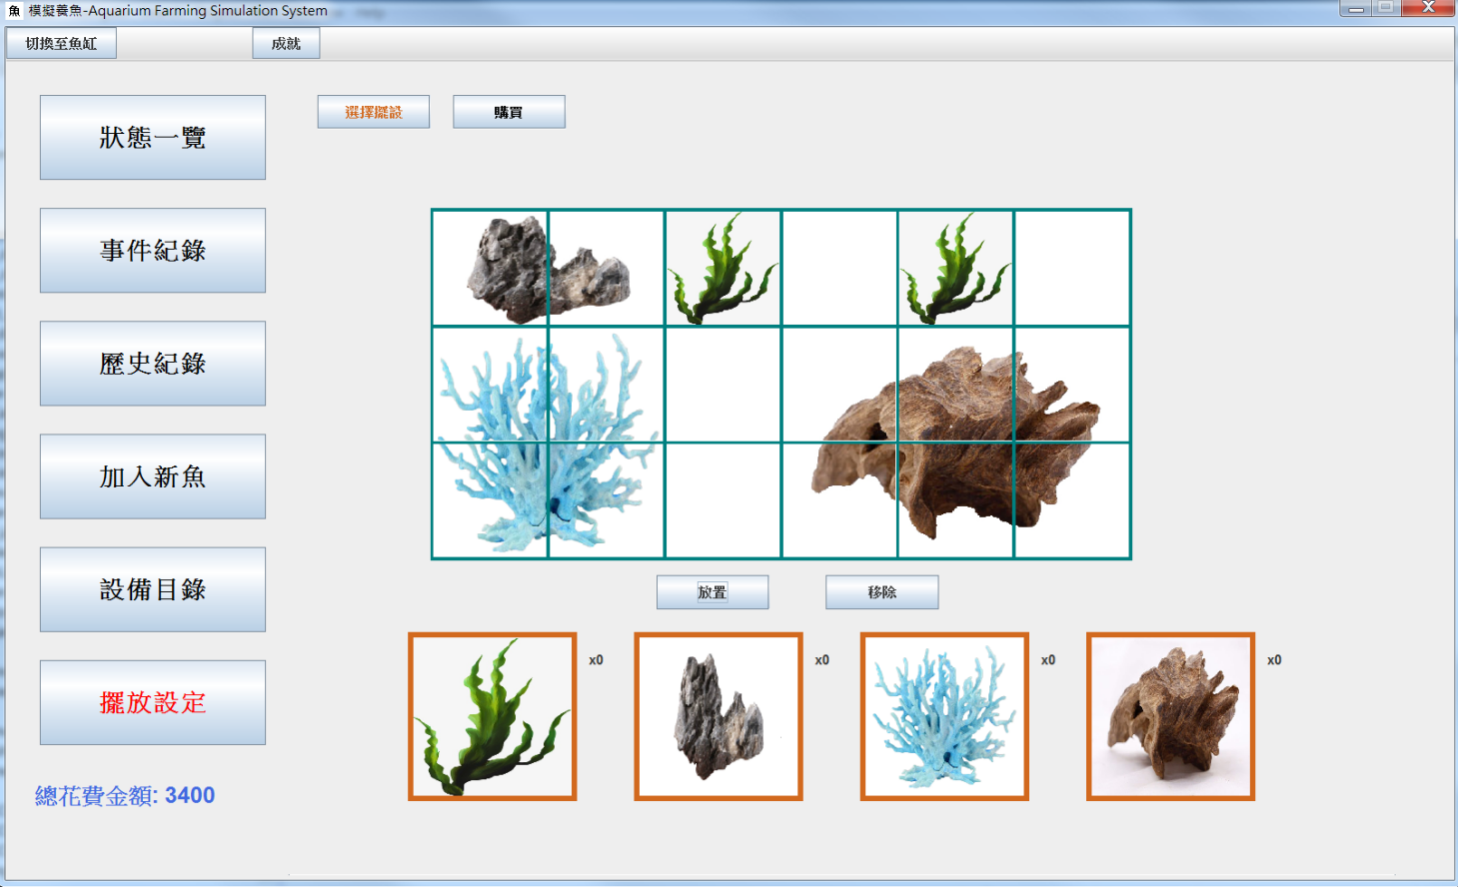 魚 模擬養魚-Aquarium Farming Simulation System
切換至魚缸
成就
選擇擺設
購買
狀態一覽
事件紀錄
歷史紀錄
加入新魚
設備目錄
擺放設定
總花費金額: 3400
放置
移除
x0
x0
x0
x0